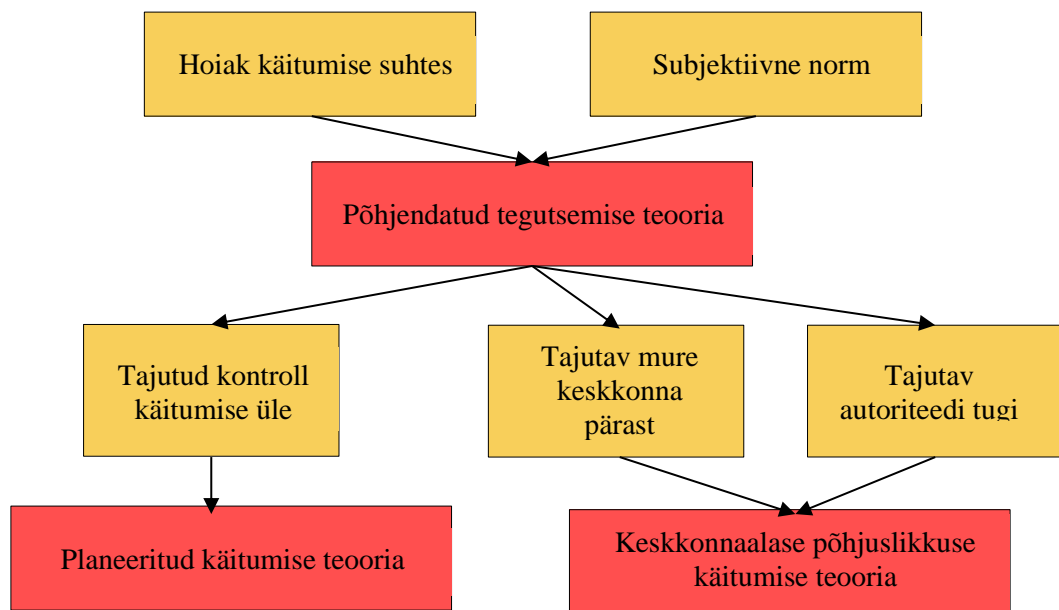 Hoiak käitumise suhtes
Subjektiivne norm
Põhjendatud tegutsemise teooria
Tajutud kontroll
käitumise üle
Tajutav mure
keskkonna
pärast
Tajutav
autoriteedi tugi
Planeeritud käitumise teooria
Keskkonnaalase põhjuslikkuse
käitumise teooria